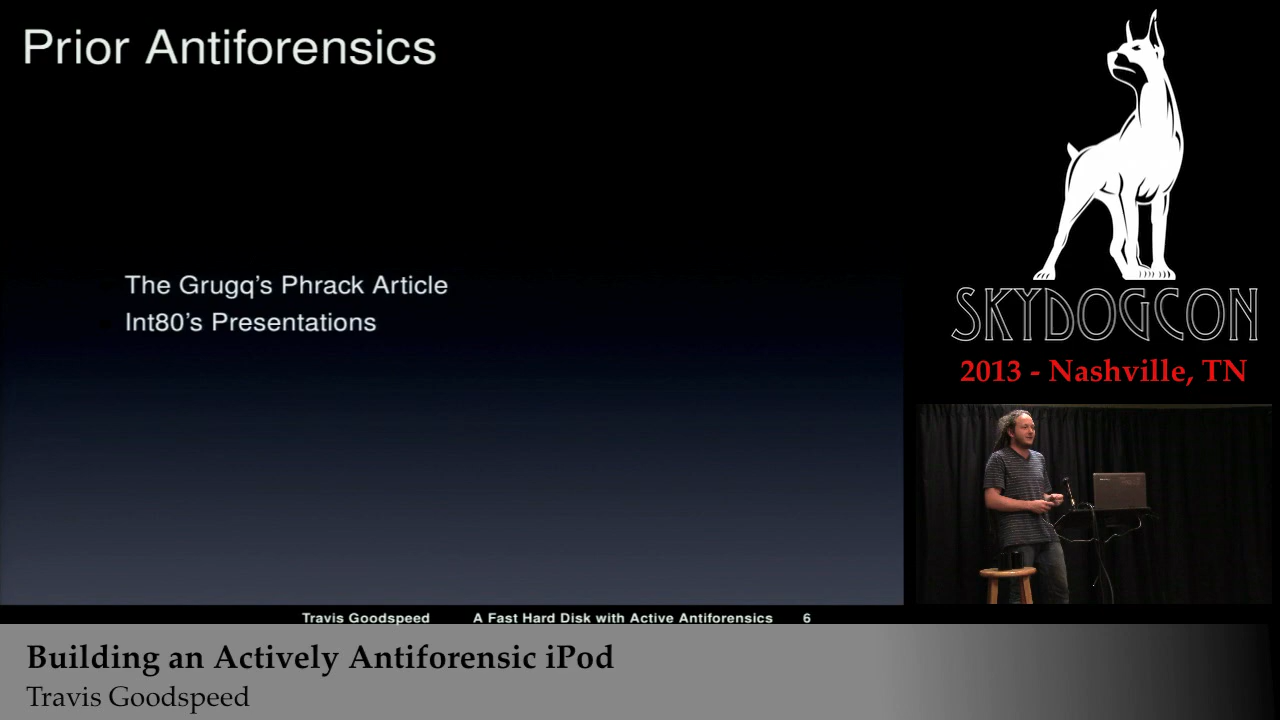 Prior Antiforensics
The Grugq's Phrack Article
Int80's Presentations
Travis Goodspeed A Fast Hard Disk with Active Antiforensics 6
SKYDOGCON
2013 - Nashville, TN
Building an Actively Antiforensic iPod
Travis Goodspeed